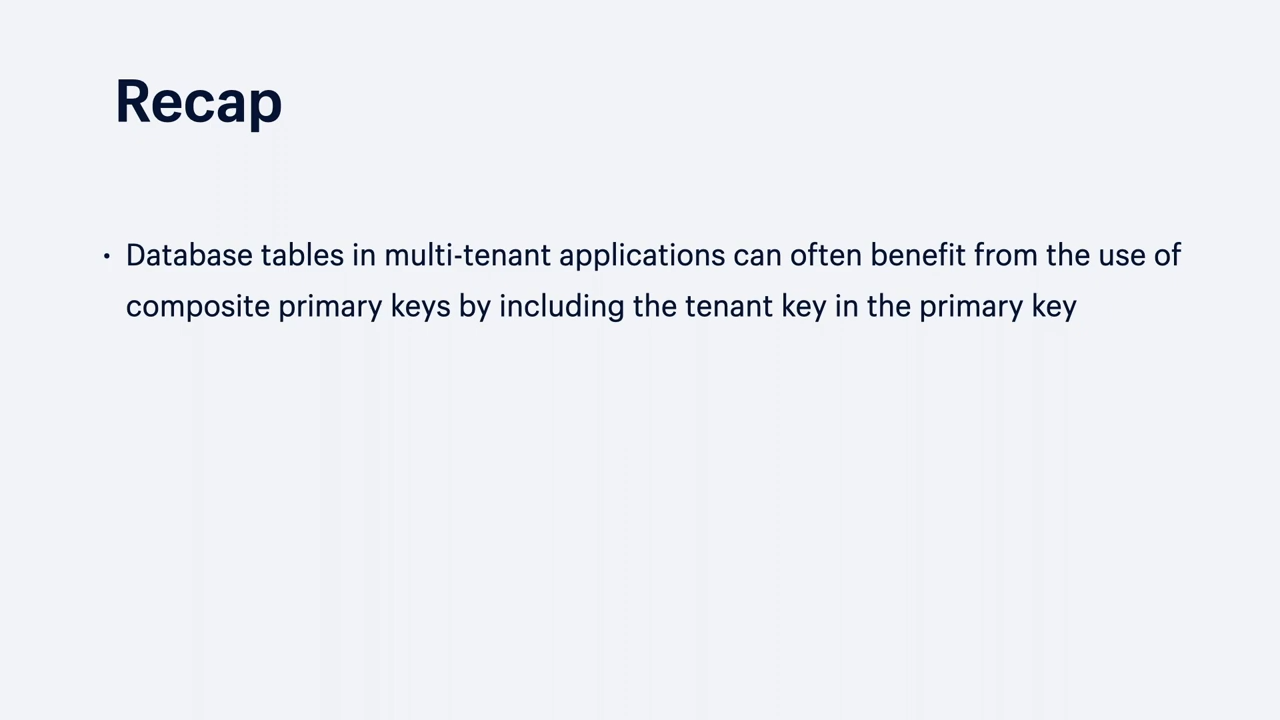 Recap
• Database tables in multi-tenant applications can often benefit from the use of
composite primary keys by including the tenant key in the primary key